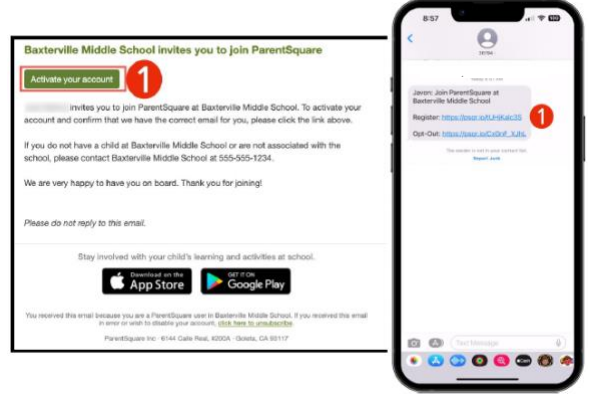 Baxterville Middle School invites you to join ParentSquare
Activate your account
1
invites you to join ParentSquare at Baxterville Middle School. To activate your
account and confirm that we have the correct email for you, please click the link above.
If you do not have a child at Baxterville Middle School or are not associated with the
school, please contact Baxterville Middle School at 555-555-1234.
We are very happy to have you on board. Thank you for joining!
Please do not reply to this email.
Stay involved with your child's learning and activities at school.
Download on the
App Store
GET IT ON
Google Play
You received this email because you are a ParentSquare user in Baxterville Middle School. If you received this email
in error or wish to disable your account, click here to unsubscribe.
ParentSquare Inc · 6144 Calle Real, #200A · Goleta, CA 93117
8:57
Javon: Join ParentSquare at
Baxterville Middle School
Register:
1
Opt-Out:
The sender is not in your contact list.
Report Junk
Text Message